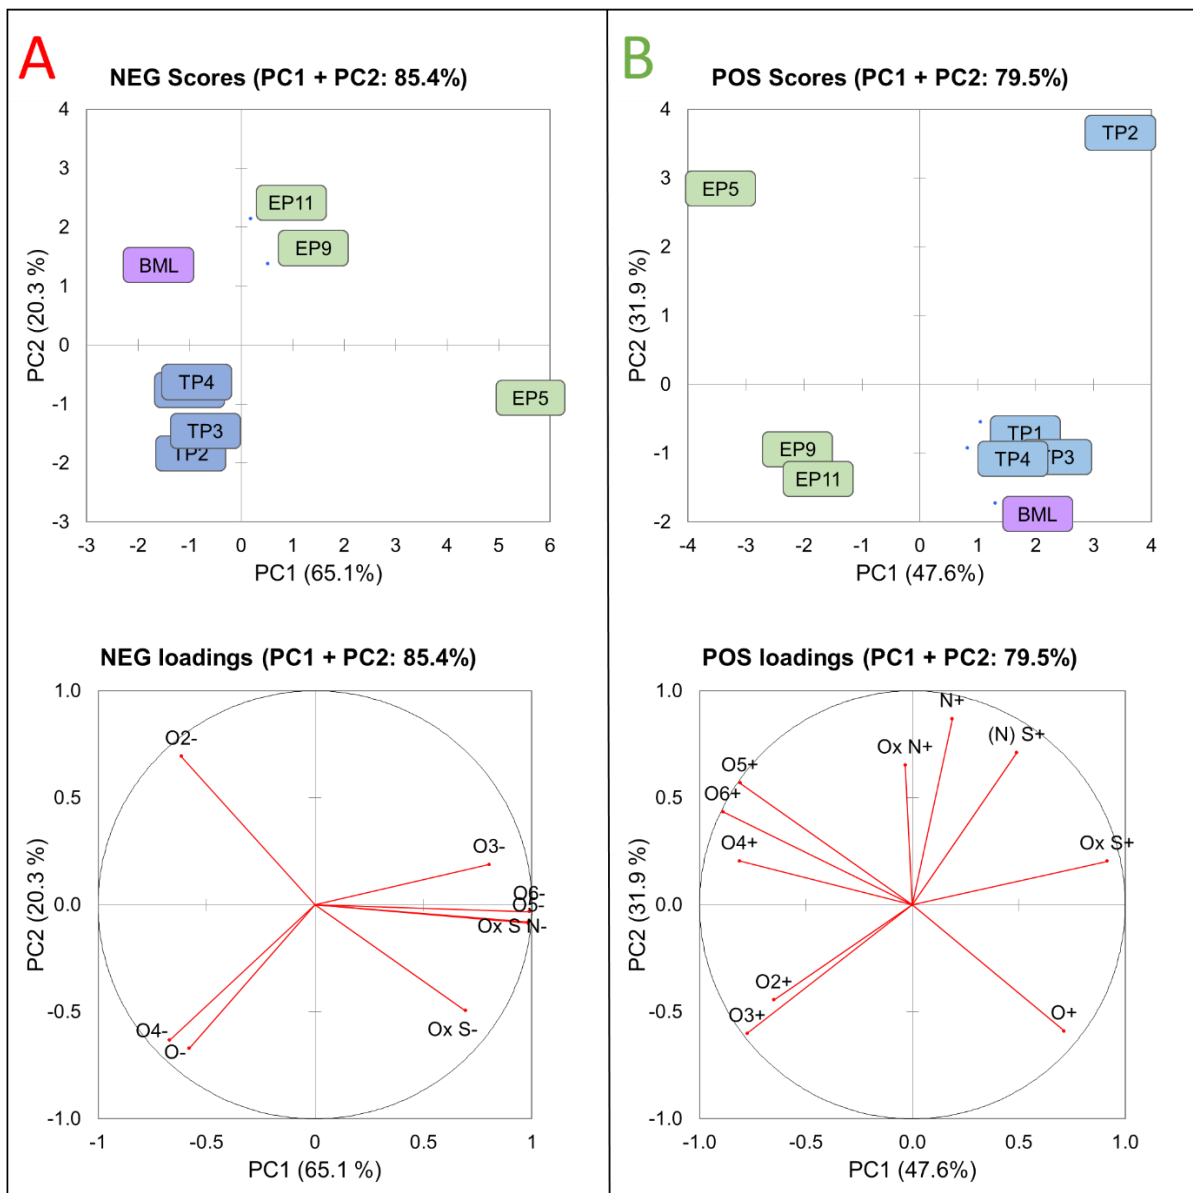 A
NEG Scores (PC1 + PC2: 85.4%)
4
3
2
1
0
-1
-2
-3
PC2 (20.3 %)
EP11
EP9
BML
TP4
TP3
TP2
EP5
-3 -2 -1 0 1 2 3 4 5 6
PC1 (65.1%)
B
POS Scores (PC1 + PC2: 79.5%)
4
3
2
1
0
-1
-2
PC2 (31.9 %)
TP2
EP5
EP9
EP11
TP1
TP4
TP3
BML
-4 -3 -2 -1 0 1 2 3 4
PC1 (47.6%)
NEG loadings (PC1 + PC2: 85.4%)
1.0
0.5
0.0
-0.5
-1.0
PC2 (20.3 %)
O2-
O3-
O6-
O5-
Ox S N-
Ox S-
O4-
O-
-1 -0.5 0 0.5 1
PC1 (65.1 %)
POS loadings (PC1 + PC2: 79.5%)
1.0
0.5
0.0
-0.5
-1.0
PC2 (31.9 %)
N+
Ox N+
(N) S+
O5+
O6+
O4+
Ox S+
O2+
O3+
O+
-1 -0.5 0.0 0.5 1.0
PC1 (47.6%)